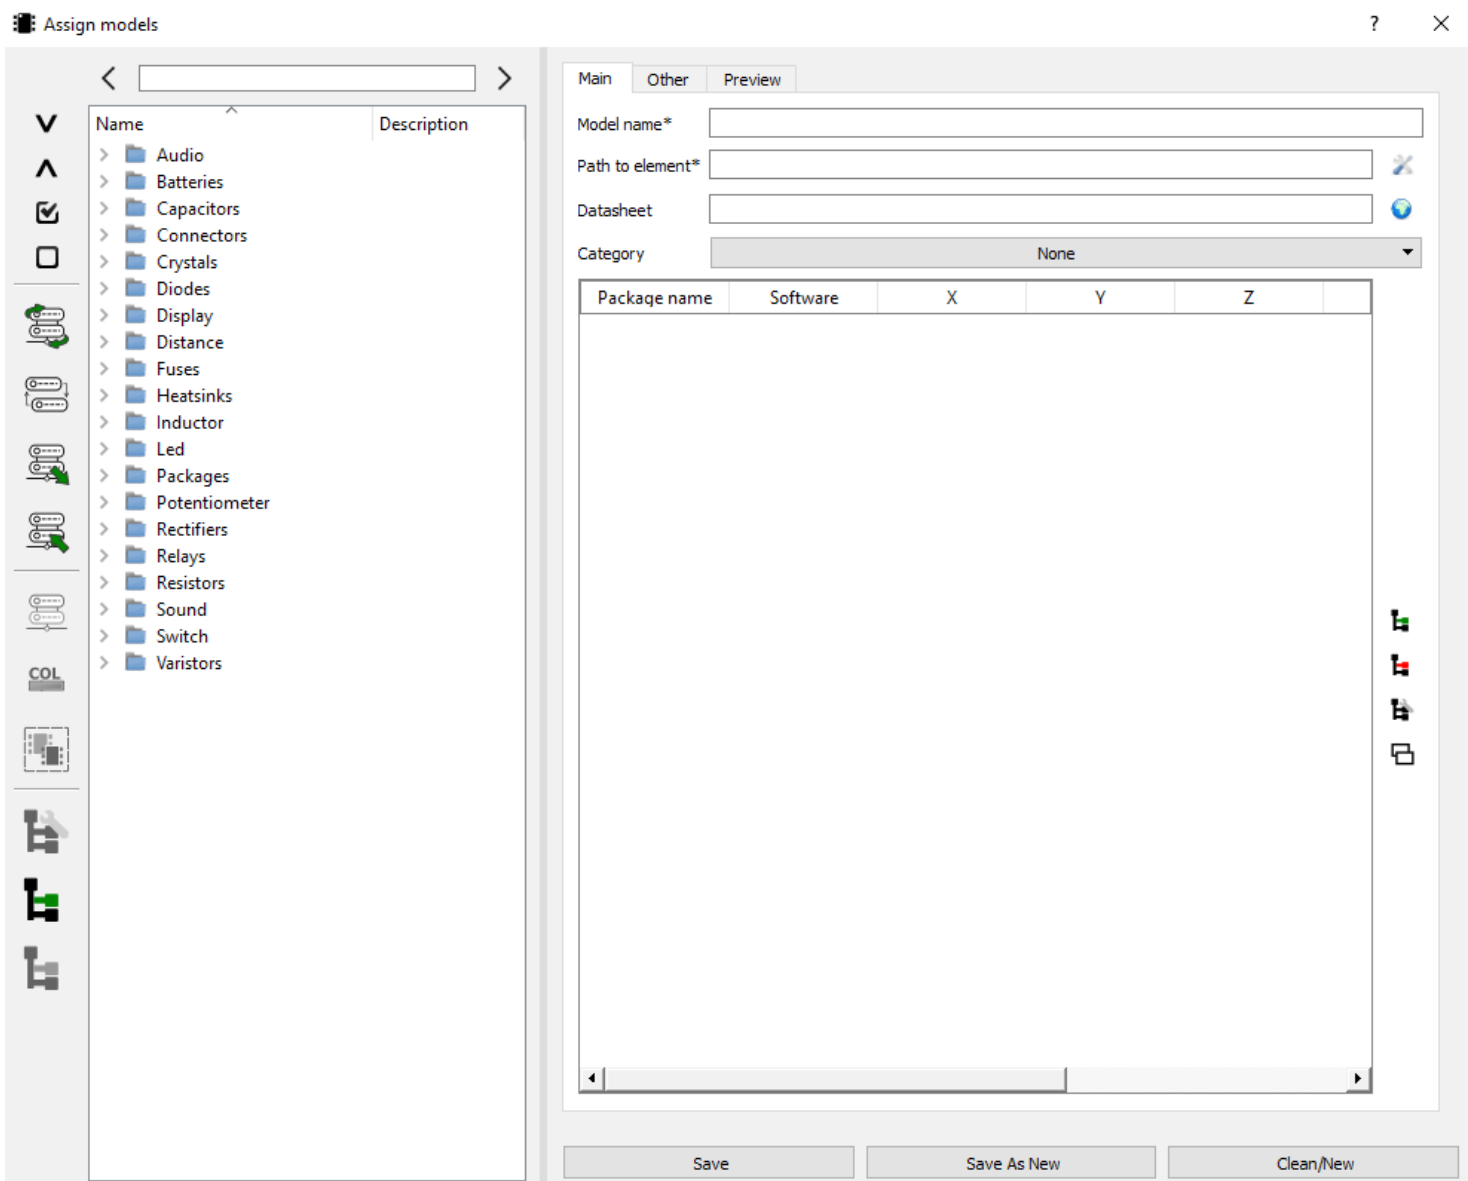 Assign models
?
Name Description
Audio
Batteries
Capacitors
Connectors
Crystals
Diodes
Display
Distance
Fuses
Heatsinks
Inductor
Led
Packages
Potentiometer
Rectifiers
Relays
Resistors
Sound
Switch
Varistors
COL
Main Other Preview
Model name*
Path to element*
Datasheet
Category None
Package name Software X Y Z
Save Save As New Clean/New